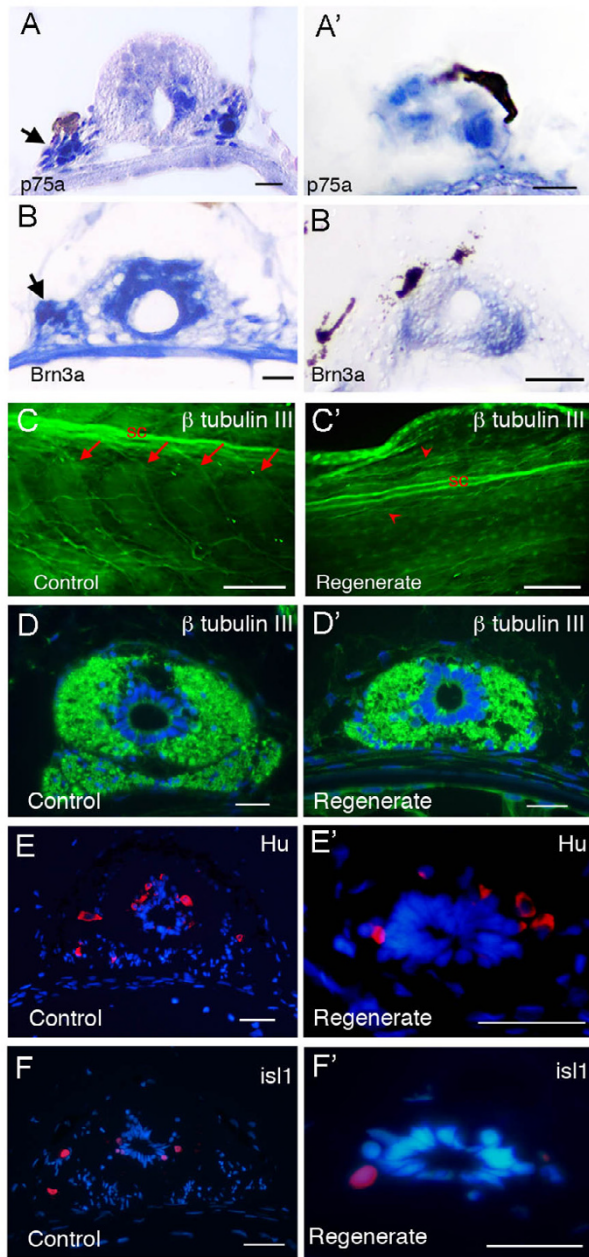 A
p75a
A'
p75a
B
Brn3a
B
Brn3a
C
β tubulin III
sc
Control
C'
β tubulin III
sc
Regenerate
D
β tubulin III
Control
D'
β tubulin III
Regenerate
E
Hu
Control
E'
Hu
Regenerate
F
isl1
Control
F'
isl1
Regenerate